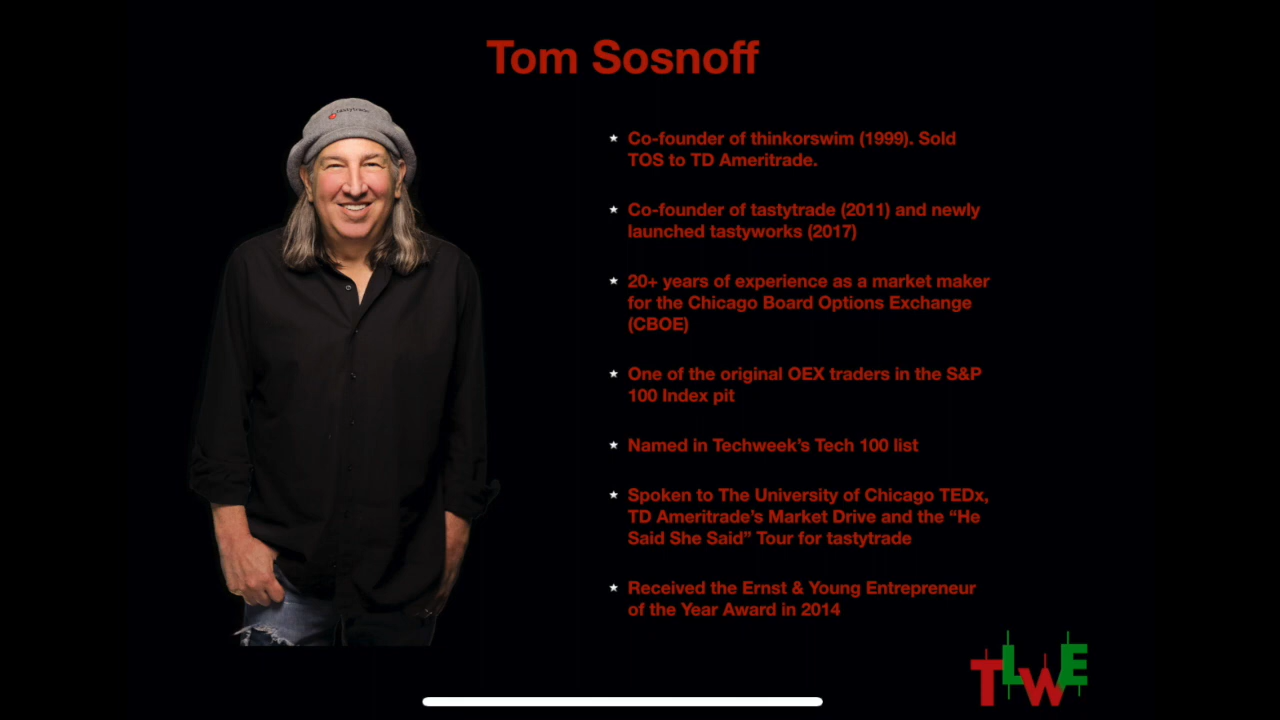 Tom Sosnoff
Co-founder of thinkorswim (1999). Sold
TOS to TD Ameritrade.
Co-founder of tastytrade (2011) and newly
launched tastyworks (2017)
20+ years of experience as a market maker
for the Chicago Board Options Exchange
(CBOE)
One of the original OEX traders in the S&P
100 Index pit
Named in Techweek’s Tech 100 list
Spoken to The University of Chicago TEDx,
TD Ameritrade’s Market Drive and the “He
Said She Said” Tour for tastytrade
Received the Ernst & Young Entrepreneur
of the Year Award in 2014
TLWE